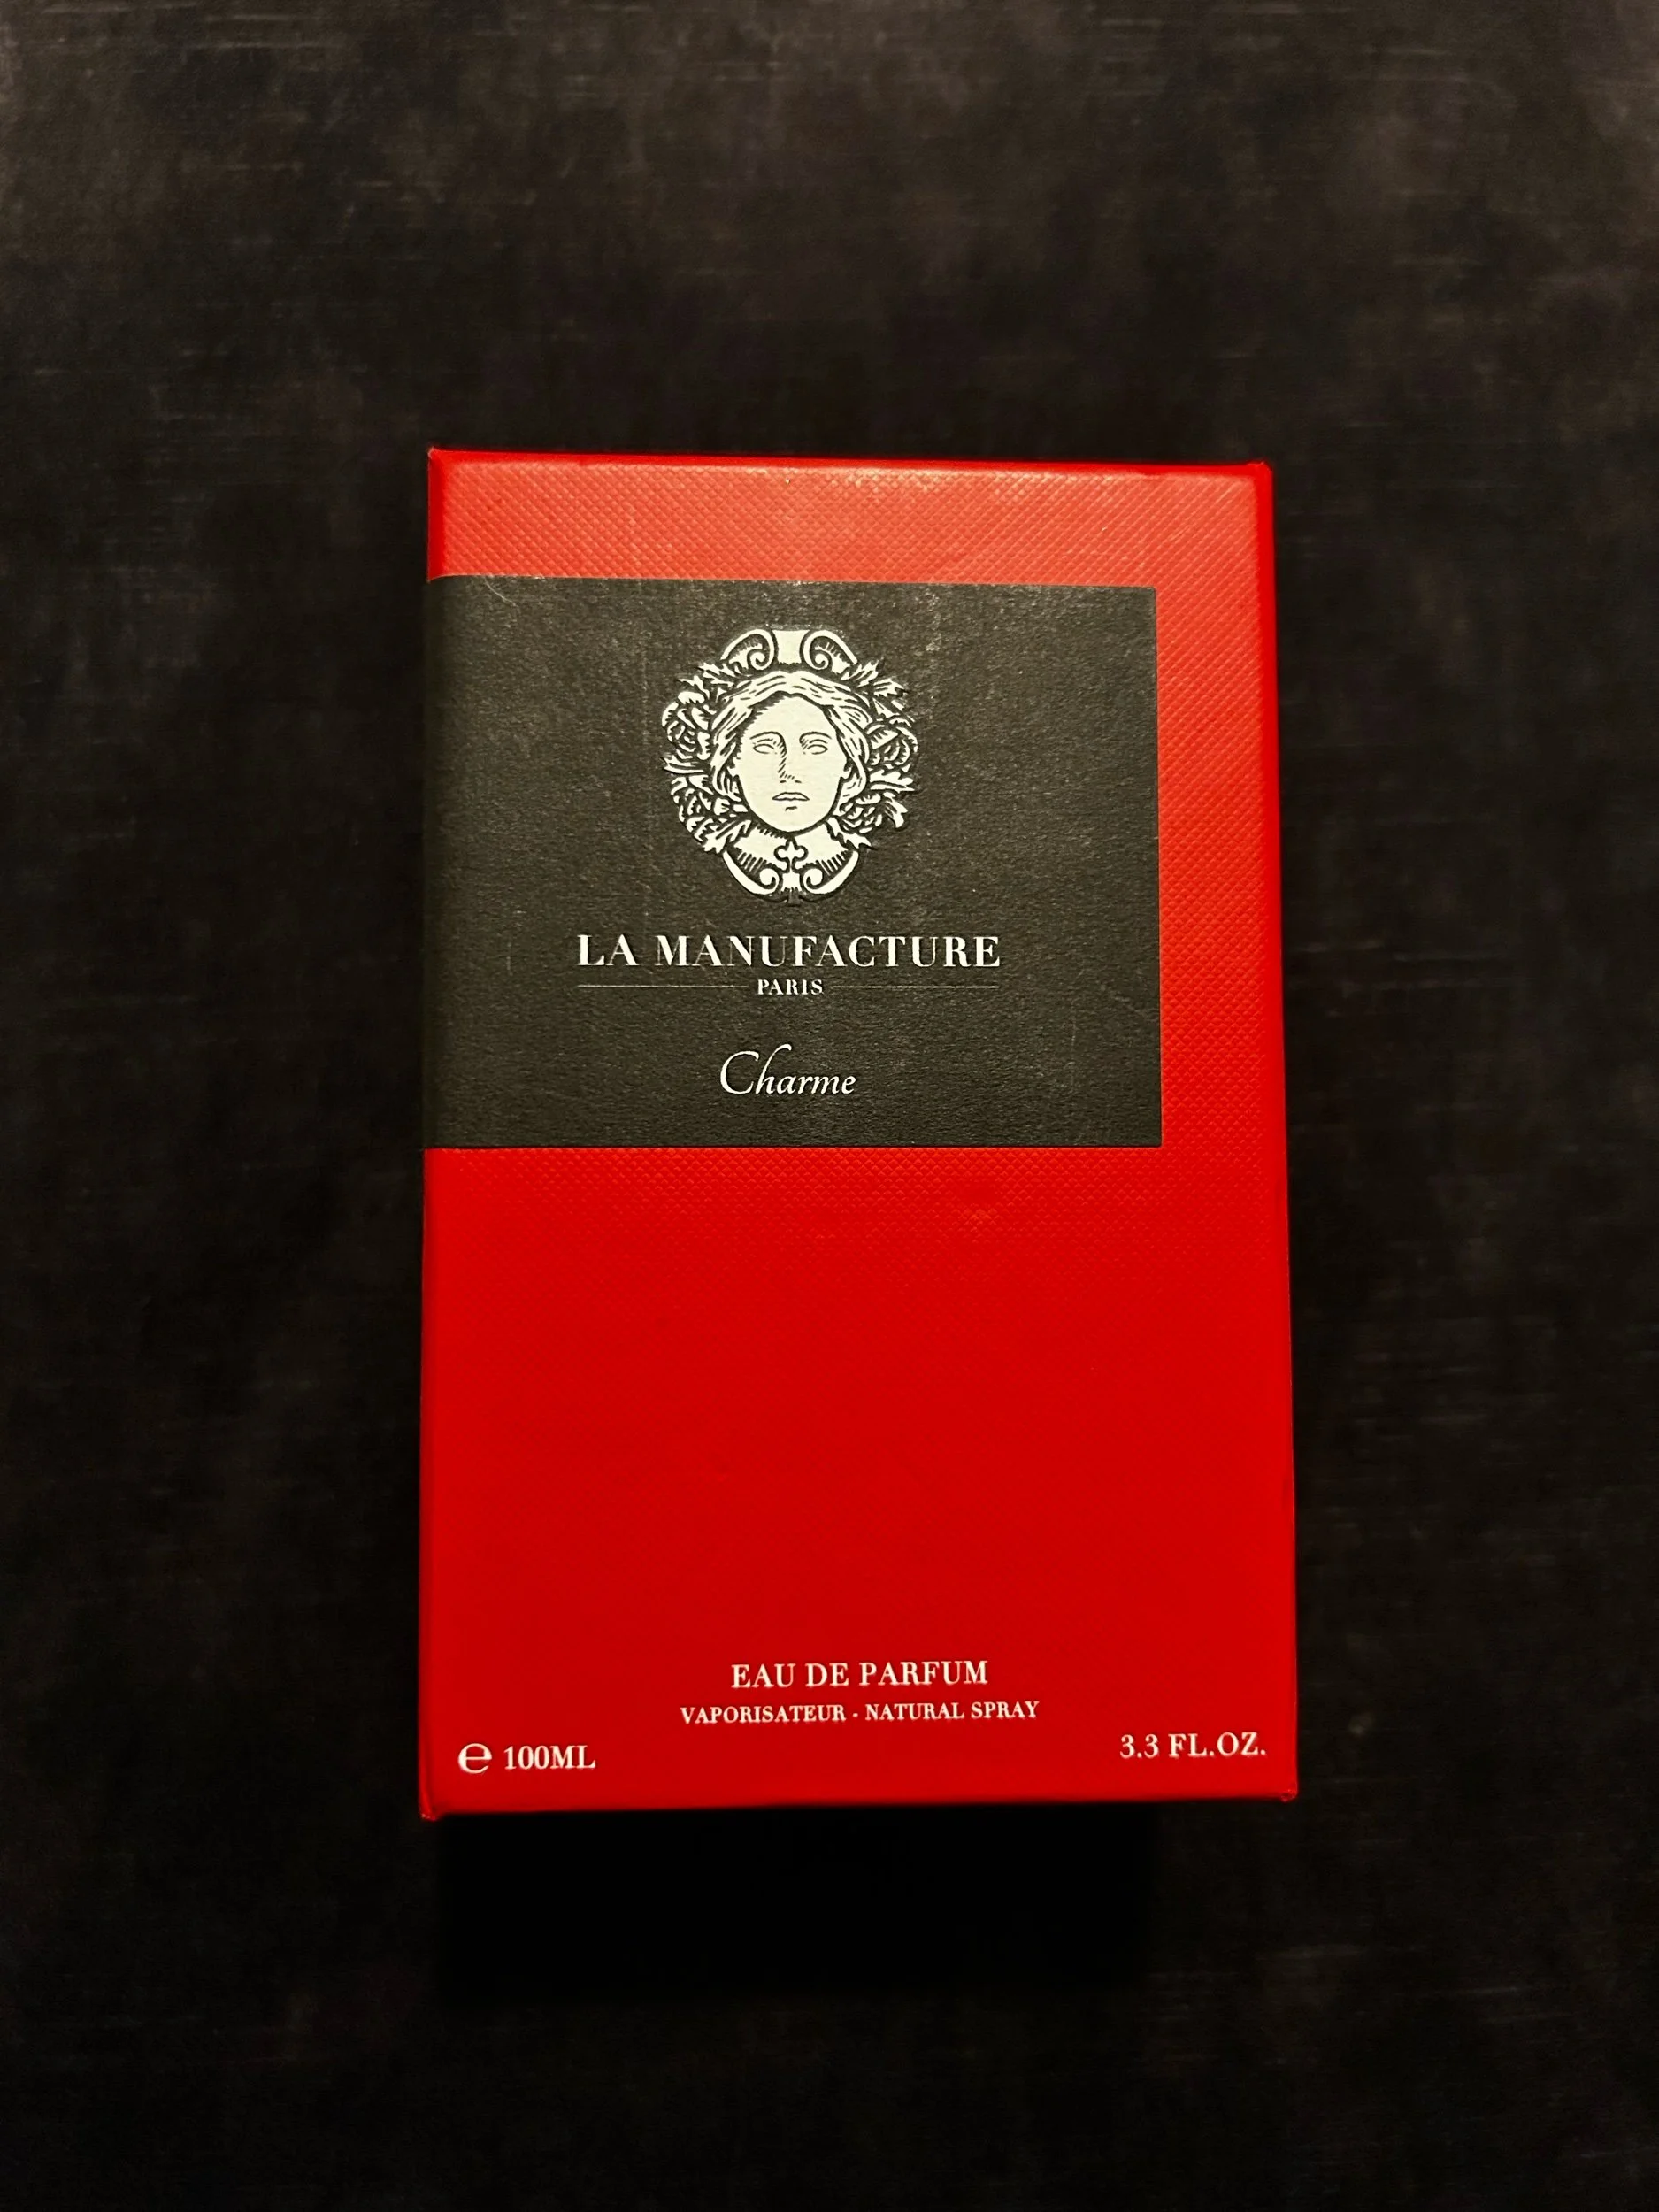 LA MANUFACTURE
PARIS
Charme
EAU DE PARFUM
VAPORISATEUR - NATURAL SPRAY
℮ 100ML
3.3 FL.OZ.